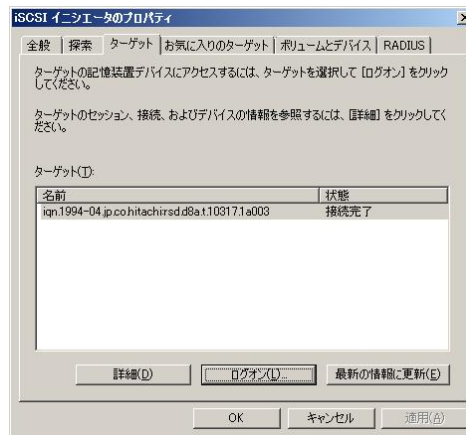 iSCSI イニシエータのプロパティ
全般 探索 ターゲット お気に入りのターゲット ボリュームとデバイス RADIUS
ターゲットの記憶装置デバイスにアクセスするには、ターゲットを選択して [ログオン] をクリック
してください。
ターゲットのセッション、接続、およびデバイスの情報を参照するには、[詳細] をクリックしてく
ださい。
ターゲット(T):
名前 状態
iqn.1994-04.jp.co.hitachi:rsd.d8a.t.10317.1a003 接続完了
詳細(D) ログオン(L)... 最新の情報に更新(E)
OK キャンセル 適用(A)